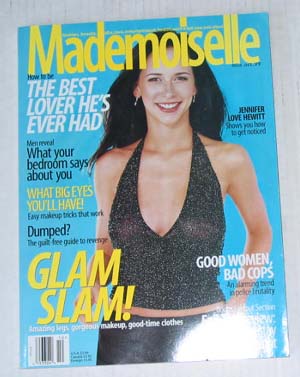 Mademoiselle
How to be
THE BEST
LOVER HE'S
EVER HAD
JENNIFER
LOVE HEWITT
Shows you how
to get noticed
Men reveal
What your
bedroom says
about you
WHAT BIG EYES
YOU'LL HAVE!
Easy makeup tricks that work
Dumped?
The guilt-free guide to revenge
GOOD WOMEN,
BAD COPS
An alarming trend
in police brutality
GLAM
SLAM!
Amazing legs, gorgeous makeup, good-time clothes
Section